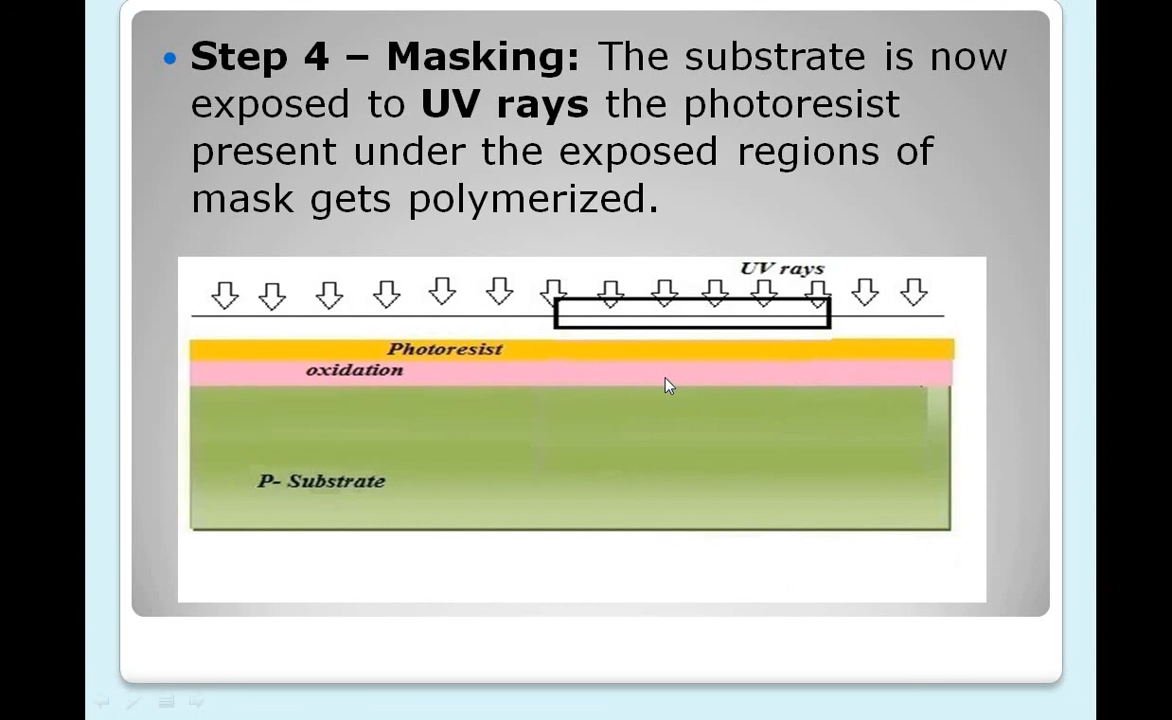 Step 4 – Masking: The substrate is now
exposed to UV rays the photoresist
present under the exposed regions of
mask gets polymerized.
UV rays
Photoresist
oxidation
P- Substrate